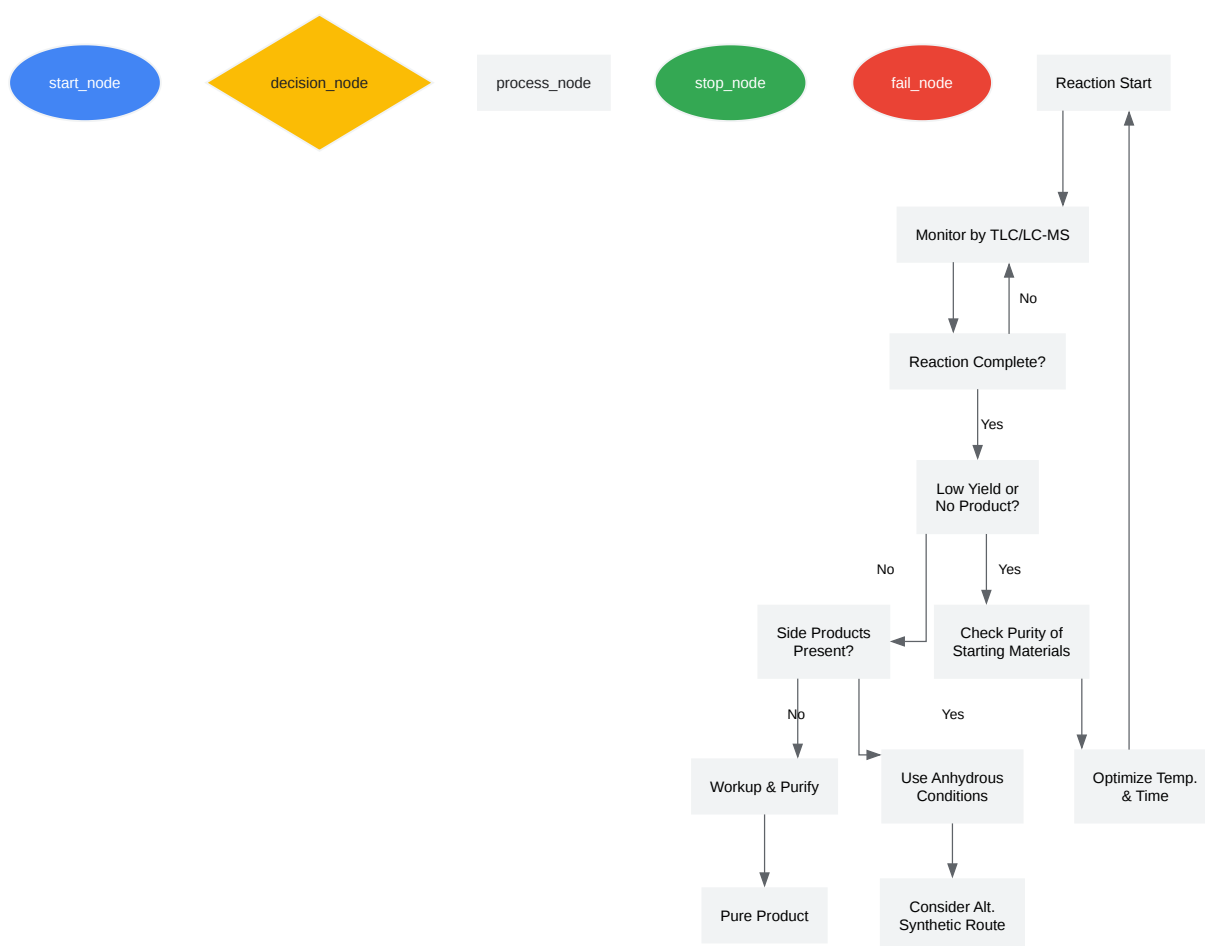 start_node
decision_node
process_node
stop_node
fail_node
Reaction Start
Monitor by TLC/LC-MS
No
Reaction Complete?
Yes
Low Yield or
No Product?
No
Yes
Side Products
Present?
Check Purity of
Starting Materials
No
Yes
Workup & Purify
Use Anhydrous
Conditions
Optimize Temp.
& Time
Pure Product
Consider Alt.
Synthetic Route